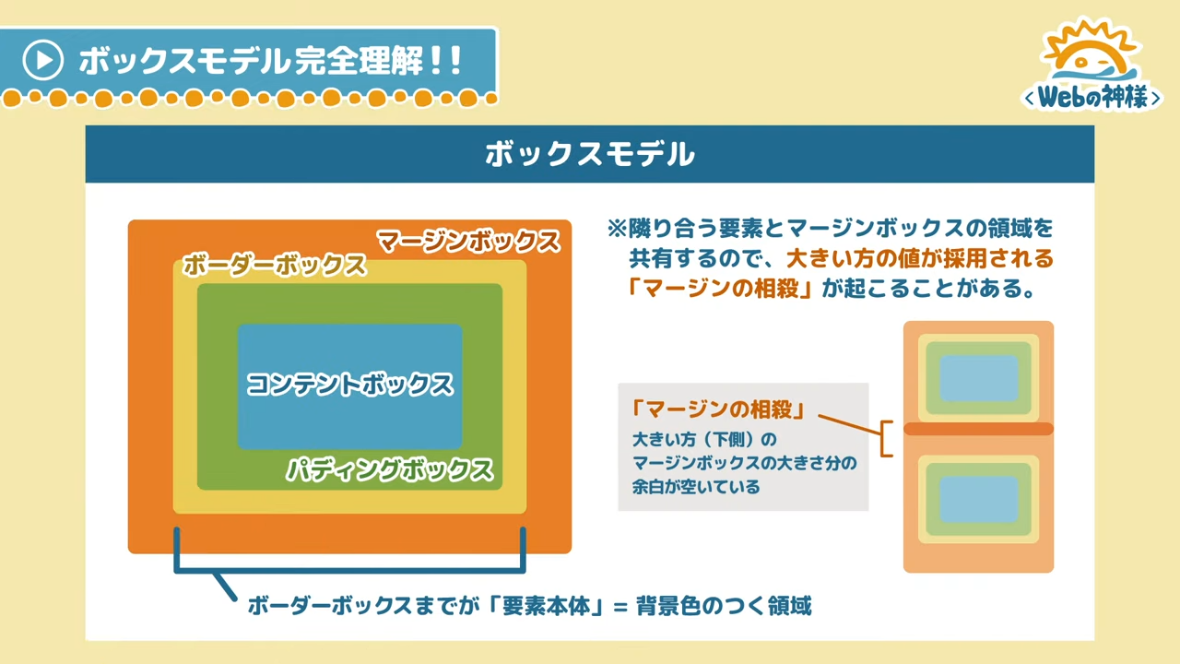 ボックスモデル完全理解!!
<Webの神様>
ボックスモデル
マージンボックス
ボーダーボックス
コンテントボックス
パディングボックス
ボーダーボックスまでが「要素本体」= 背景色のつく領域
※隣り合う要素とマージンボックスの領域を
共有するので、大きい方の値が採用される
「マージンの相殺」が起こることがある。
「マージンの相殺」
大きい方（下側）の
マージンボックスの大きさ分の
余白が空いている